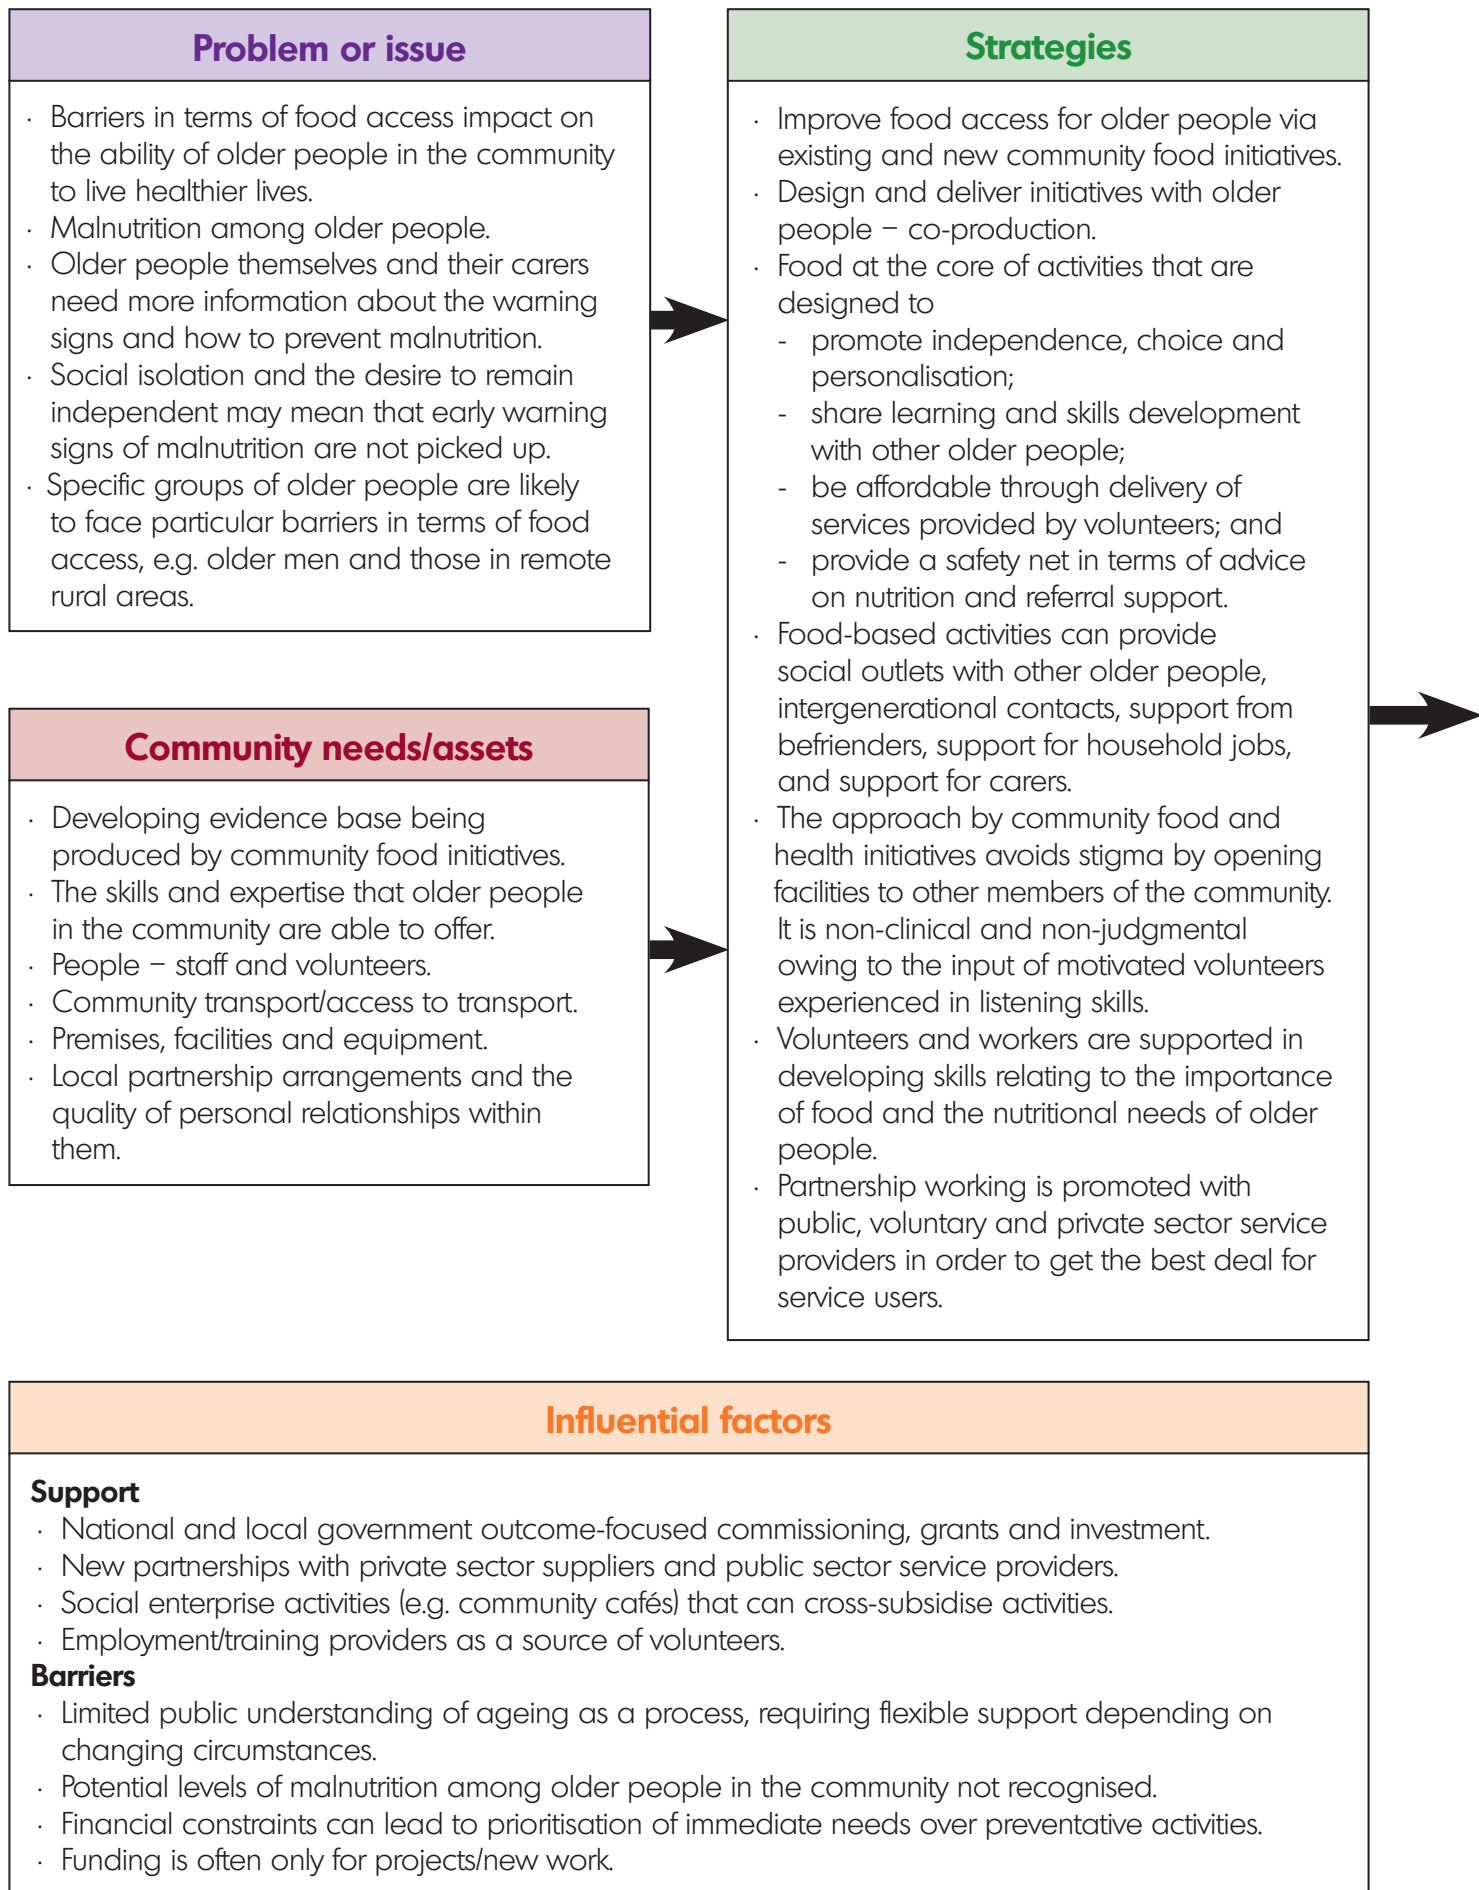 Problem or issue
· Barriers in terms of food access impact on
the ability of older people in the community
to live healthier lives.
· Malnutrition among older people.
· Older people themselves and their carers
need more information about the warning
signs and how to prevent malnutrition.
· Social isolation and the desire to remain
independent may mean that early warning
signs of malnutrition are not picked up.
· Specific groups of older people are likely
to face particular barriers in terms of food
access, e.g. older men and those in remote
rural areas.
Community needs/assets
· Developing evidence base being
produced by community food initiatives.
· The skills and expertise that older people
in the community are able to offer.
· People – staff and volunteers.
· Community transport/access to transport.
· Premises, facilities and equipment.
· Local partnership arrangements and the
quality of personal relationships within
them.
Strategies
· Improve food access for older people via
existing and new community food initiatives.
· Design and deliver initiatives with older
people – co-production.
· Food at the core of activities that are
designed to
- promote independence, choice and
personalisation;
- share learning and skills development
with other older people;
- be affordable through delivery of
services provided by volunteers; and
- provide a safety net in terms of advice
on nutrition and referral support.
· Food-based activities can provide
social outlets with other older people,
intergenerational contacts, support from
befrienders, support for household jobs,
and support for carers.
· The approach by community food and
health initiatives avoids stigma by opening
facilities to other members of the community.
It is non-clinical and non-judgmental
owing to the input of motivated volunteers
experienced in listening skills.
· Volunteers and workers are supported in
developing skills relating to the importance
of food and the nutritional needs of older
people.
· Partnership working is promoted with
public, voluntary and private sector service
providers in order to get the best deal for
service users.
Influential factors
Support
· National and local government outcome-focused commissioning, grants and investment.
· New partnerships with private sector suppliers and public sector service providers.
· Social enterprise activities (e.g. community cafés) that can cross-subsidise activities.
· Employment/training providers as a source of volunteers.
Barriers
· Limited public understanding of ageing as a process, requiring flexible support depending on
changing circumstances.
· Potential levels of malnutrition among older people in the community not recognised.
· Financial constraints can lead to prioritisation of immediate needs over preventative activities.
· Funding is often only for projects/new work.